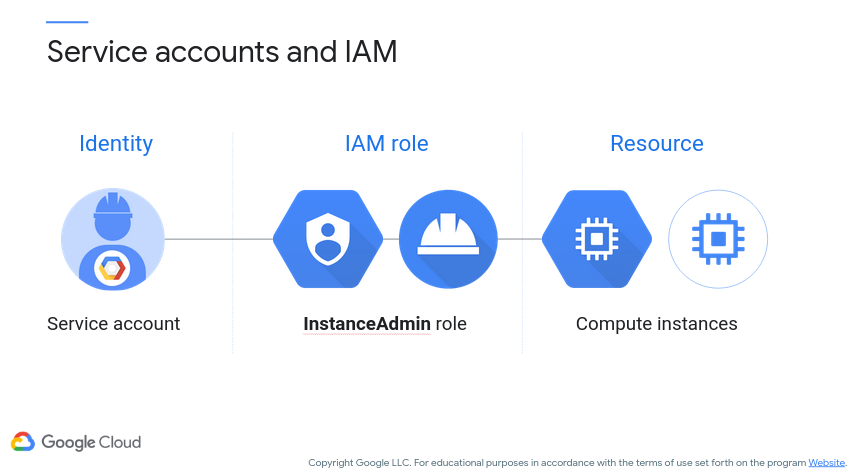 Service accounts and IAM
Identity
IAM role
Resource
Service account
InstanceAdmin role
Compute instances
Google Cloud
Copyright Google LLC. For educational purposes in accordance with the terms of use set forth on the program Website.